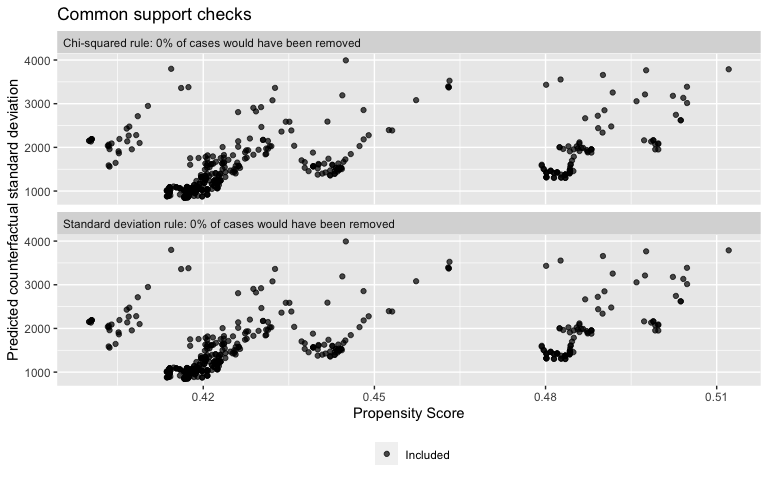 Common support checks
Chi-squared rule: 0% of cases would have been removed
4000
3000
2000
1000
Standard deviation rule: 0% of cases would have been removed
4000
3000
2000
1000
Predicted counterfactual standard deviation
0.42
0.45
0.48
0.51
Propensity Score
Included